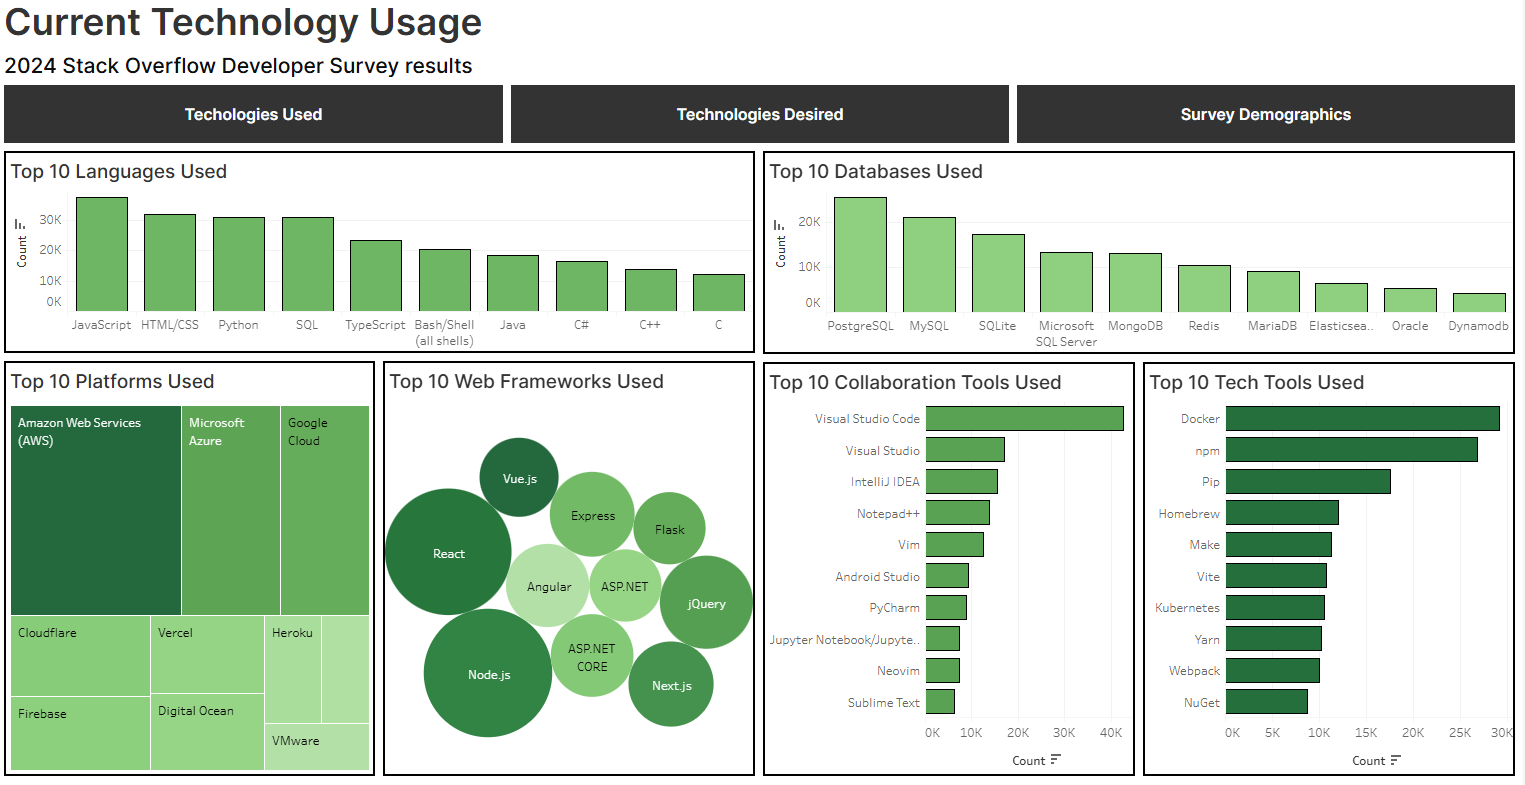 Current Technology Usage
2024 Stack Overflow Developer Survey results
Techologies Used
Technologies Desired
Survey Demographics
Top 10 Languages Used
Count
30K
20K
10K
0K
JavaScript
HTML/CSS
Python
SQL
TypeScript
Bash/Shell
(all shells)
Java
C#
C++
C
Top 10 Databases Used
Count
20K
10K
0K
PostgreSQL
MySQL
SQLite
Microsoft
SQL Server
MongoDB
Redis
MariaDB
Elasticsea..
Oracle
Dynamodb
Top 10 Platforms Used
Amazon Web Services
(AWS)
Microsoft
Azure
Google
Cloud
Cloudflare
Vercel
Heroku
Firebase
Digital Ocean
VMware
Top 10 Web Frameworks Used
Vue.js
Express
Flask
React
Angular
ASP.NET
jQuery
ASP.NET
CORE
Node.js
Next.js
Top 10 Collaboration Tools Used
Visual Studio Code
Visual Studio
IntelliJ IDEA
Notepad++
Vim
Android Studio
PyCharm
Jupyter Notebook/Jupyte..
Neovim
Sublime Text
0K
10K
20K
30K
40K
Count
Top 10 Tech Tools Used
Docker
npm
Pip
Homebrew
Make
Vite
Kubernetes
Yarn
Webpack
NuGet
0K
5K
10K
15K
20K
25K
30K
Count